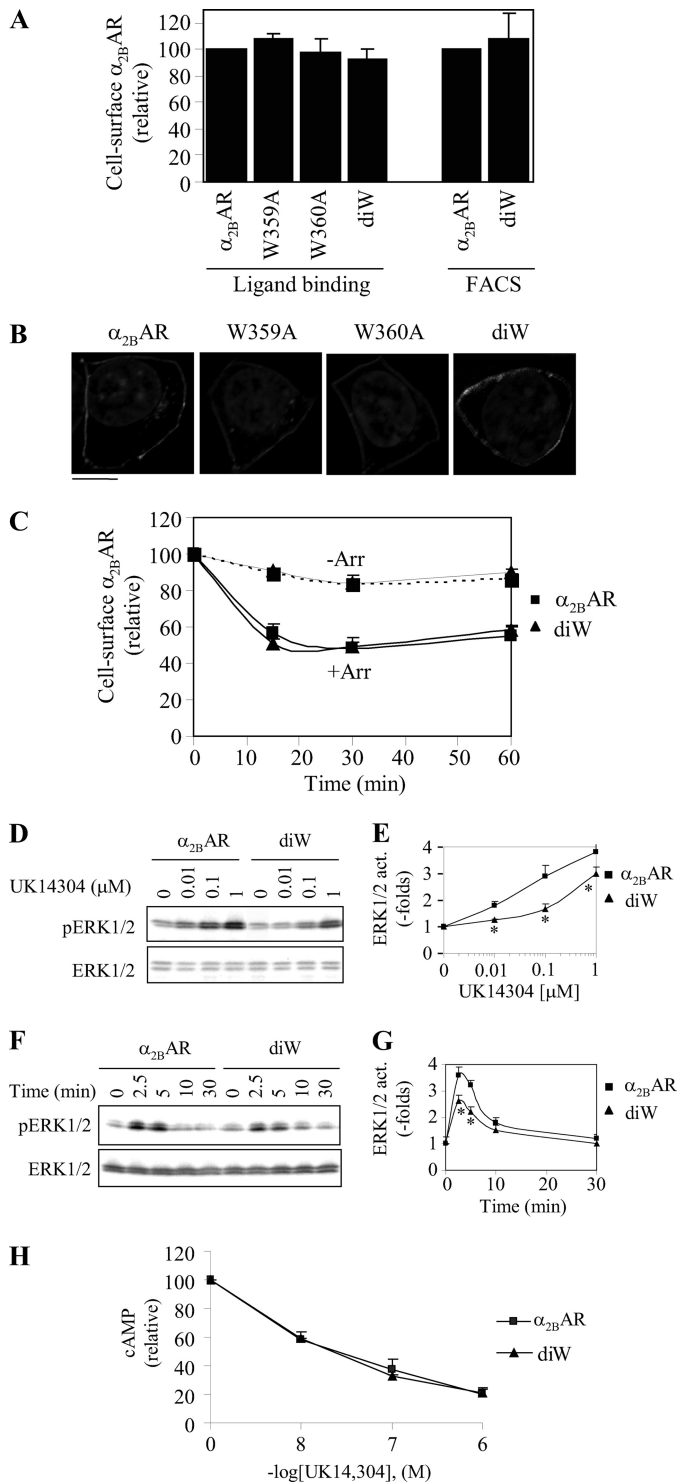 A
Cell-surface α2BAR
(relative)
120
100
80
60
40
20
0
α2BAR
W359A
W360A
diW
α2BAR
diW
Ligand binding
FACS
B
α2BAR
W359A
W360A
diW
C
Cell-surface α2BAR
(relative)
120
100
80
60
40
20
0
-Arr
+Arr
α2BAR
diW
0
10
20
30
40
50
60
Time (min)
D
α2BAR
diW
UK14304 (μM)
0
0.01
0.1
1
0
0.01
0.1
1
pERK1/2
ERK1/2
E
ERK1/2 act.
(-folds)
4
3
2
1
0
*
*
*
α2BAR
diW
0
0.01
0.1
1
UK14304 [μM]
F
α2BAR
diW
Time (min)
0
2.5
5
10
30
0
2.5
5
10
30
pERK1/2
ERK1/2
G
ERK1/2 act.
(-folds)
4
3
2
1
0
*
*
α2BAR
diW
0
10
20
30
Time (min)
H
cAMP
(relative)
120
100
80
60
40
20
0
α2BAR
diW
0
8
7
6
-log[UK14,304], (M)